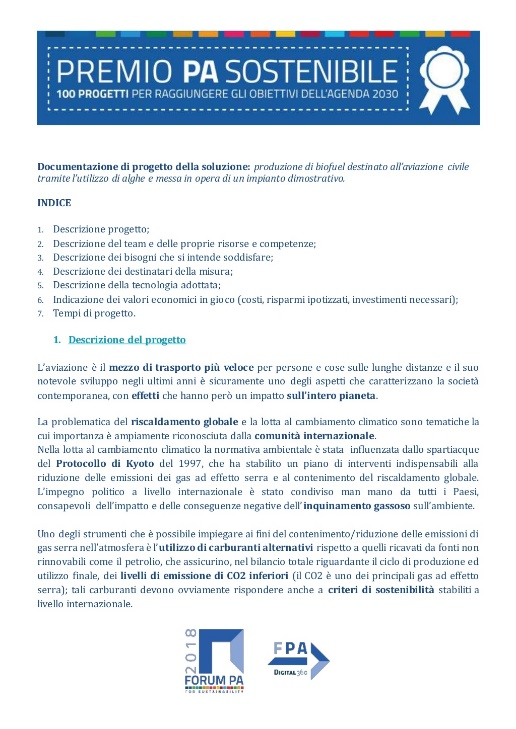 PREMIO PA SOSTENIBILE
100 PROGETTI PER RAGGIUNGERE GLI OBIETTIVI DELL'AGENDA 2030
Documentazione di progetto della soluzione: produzione di biofuel destinato all'aviazione civile
tramite l'utilizzo di alghe e messa in opera di un impianto dimostrativo.
INDICE
1. Descrizione progetto;
2. Descrizione del team e delle proprie risorse e competenze;
3. Descrizione dei bisogni che si intende soddisfare;
4. Descrizione dei destinatari della misura;
5. Descrizione della tecnologia adottata;
6. Indicazione dei valori economici in gioco (costi, risparmi ipotizzati, investimenti necessari);
7. Tempi di progetto.
1. Descrizione del progetto
L'aviazione è il mezzo di trasporto più veloce per persone e cose sulle lunghe distanze e il suo
notevole sviluppo negli ultimi anni è sicuramente uno degli aspetti che caratterizzano la società
contemporanea, con effetti che hanno però un impatto sull'intero pianeta.
La problematica del riscaldamento globale e la lotta al cambiamento climatico sono tematiche la
cui importanza è ampiamente riconosciuta dalla comunità internazionale.
Nella lotta al cambiamento climatico la normativa ambientale è stata influenzata dallo spartiacque
del Protocollo di Kyoto del 1997, che ha stabilito un piano di interventi indispensabili alla
riduzione delle emissioni dei gas ad effetto serra e al contenimento del riscaldamento globale.
L'impegno politico a livello internazionale è stato condiviso man mano da tutti i Paesi,
consapevoli dell'impatto e delle conseguenze negative dell'inquinamento gassoso sull'ambiente.
Uno degli strumenti che è possibile impiegare ai fini del contenimento/riduzione delle emissioni di
gas serra nell'atmosfera è l'utilizzo di carburanti alternativi rispetto a quelli ricavati da fonti non
rinnovabili come il petrolio, che assicurino, nel bilancio totale riguardante il ciclo di produzione ed
utilizzo finale, dei livelli di emissione di CO2 inferiori (il CO2 è uno dei principali gas ad effetto
serra); tali carburanti devono ovviamente rispondere anche a criteri di sostenibilità stabiliti a
livello internazionale.
2018
FORUM PA
FOR SUSTAINABILITY
FPA
DIGITAL360